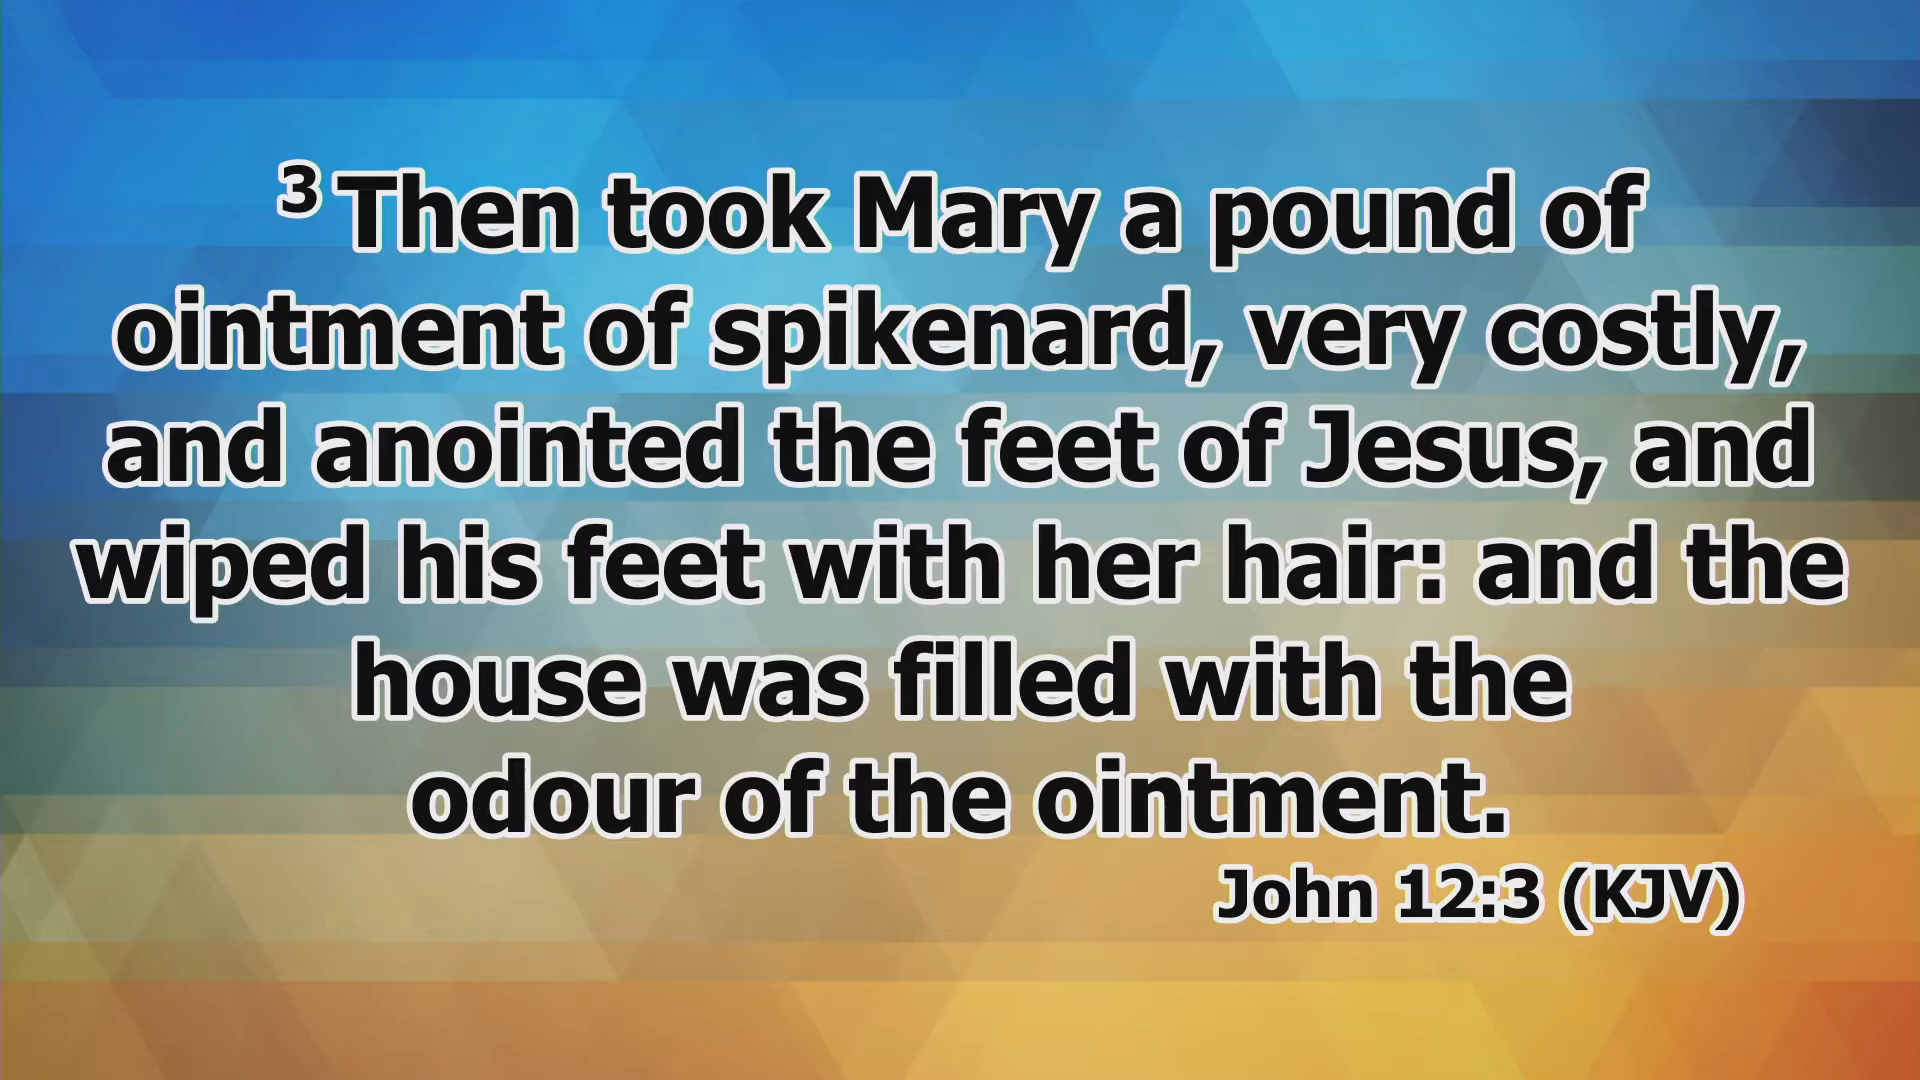 3 Then took Mary a pound of
ointment of spikenard, very costly,
and anointed the feet of Jesus, and
wiped his feet with her hair: and the
house was filled with the
odour of the ointment.
John 12:3 (KJV)